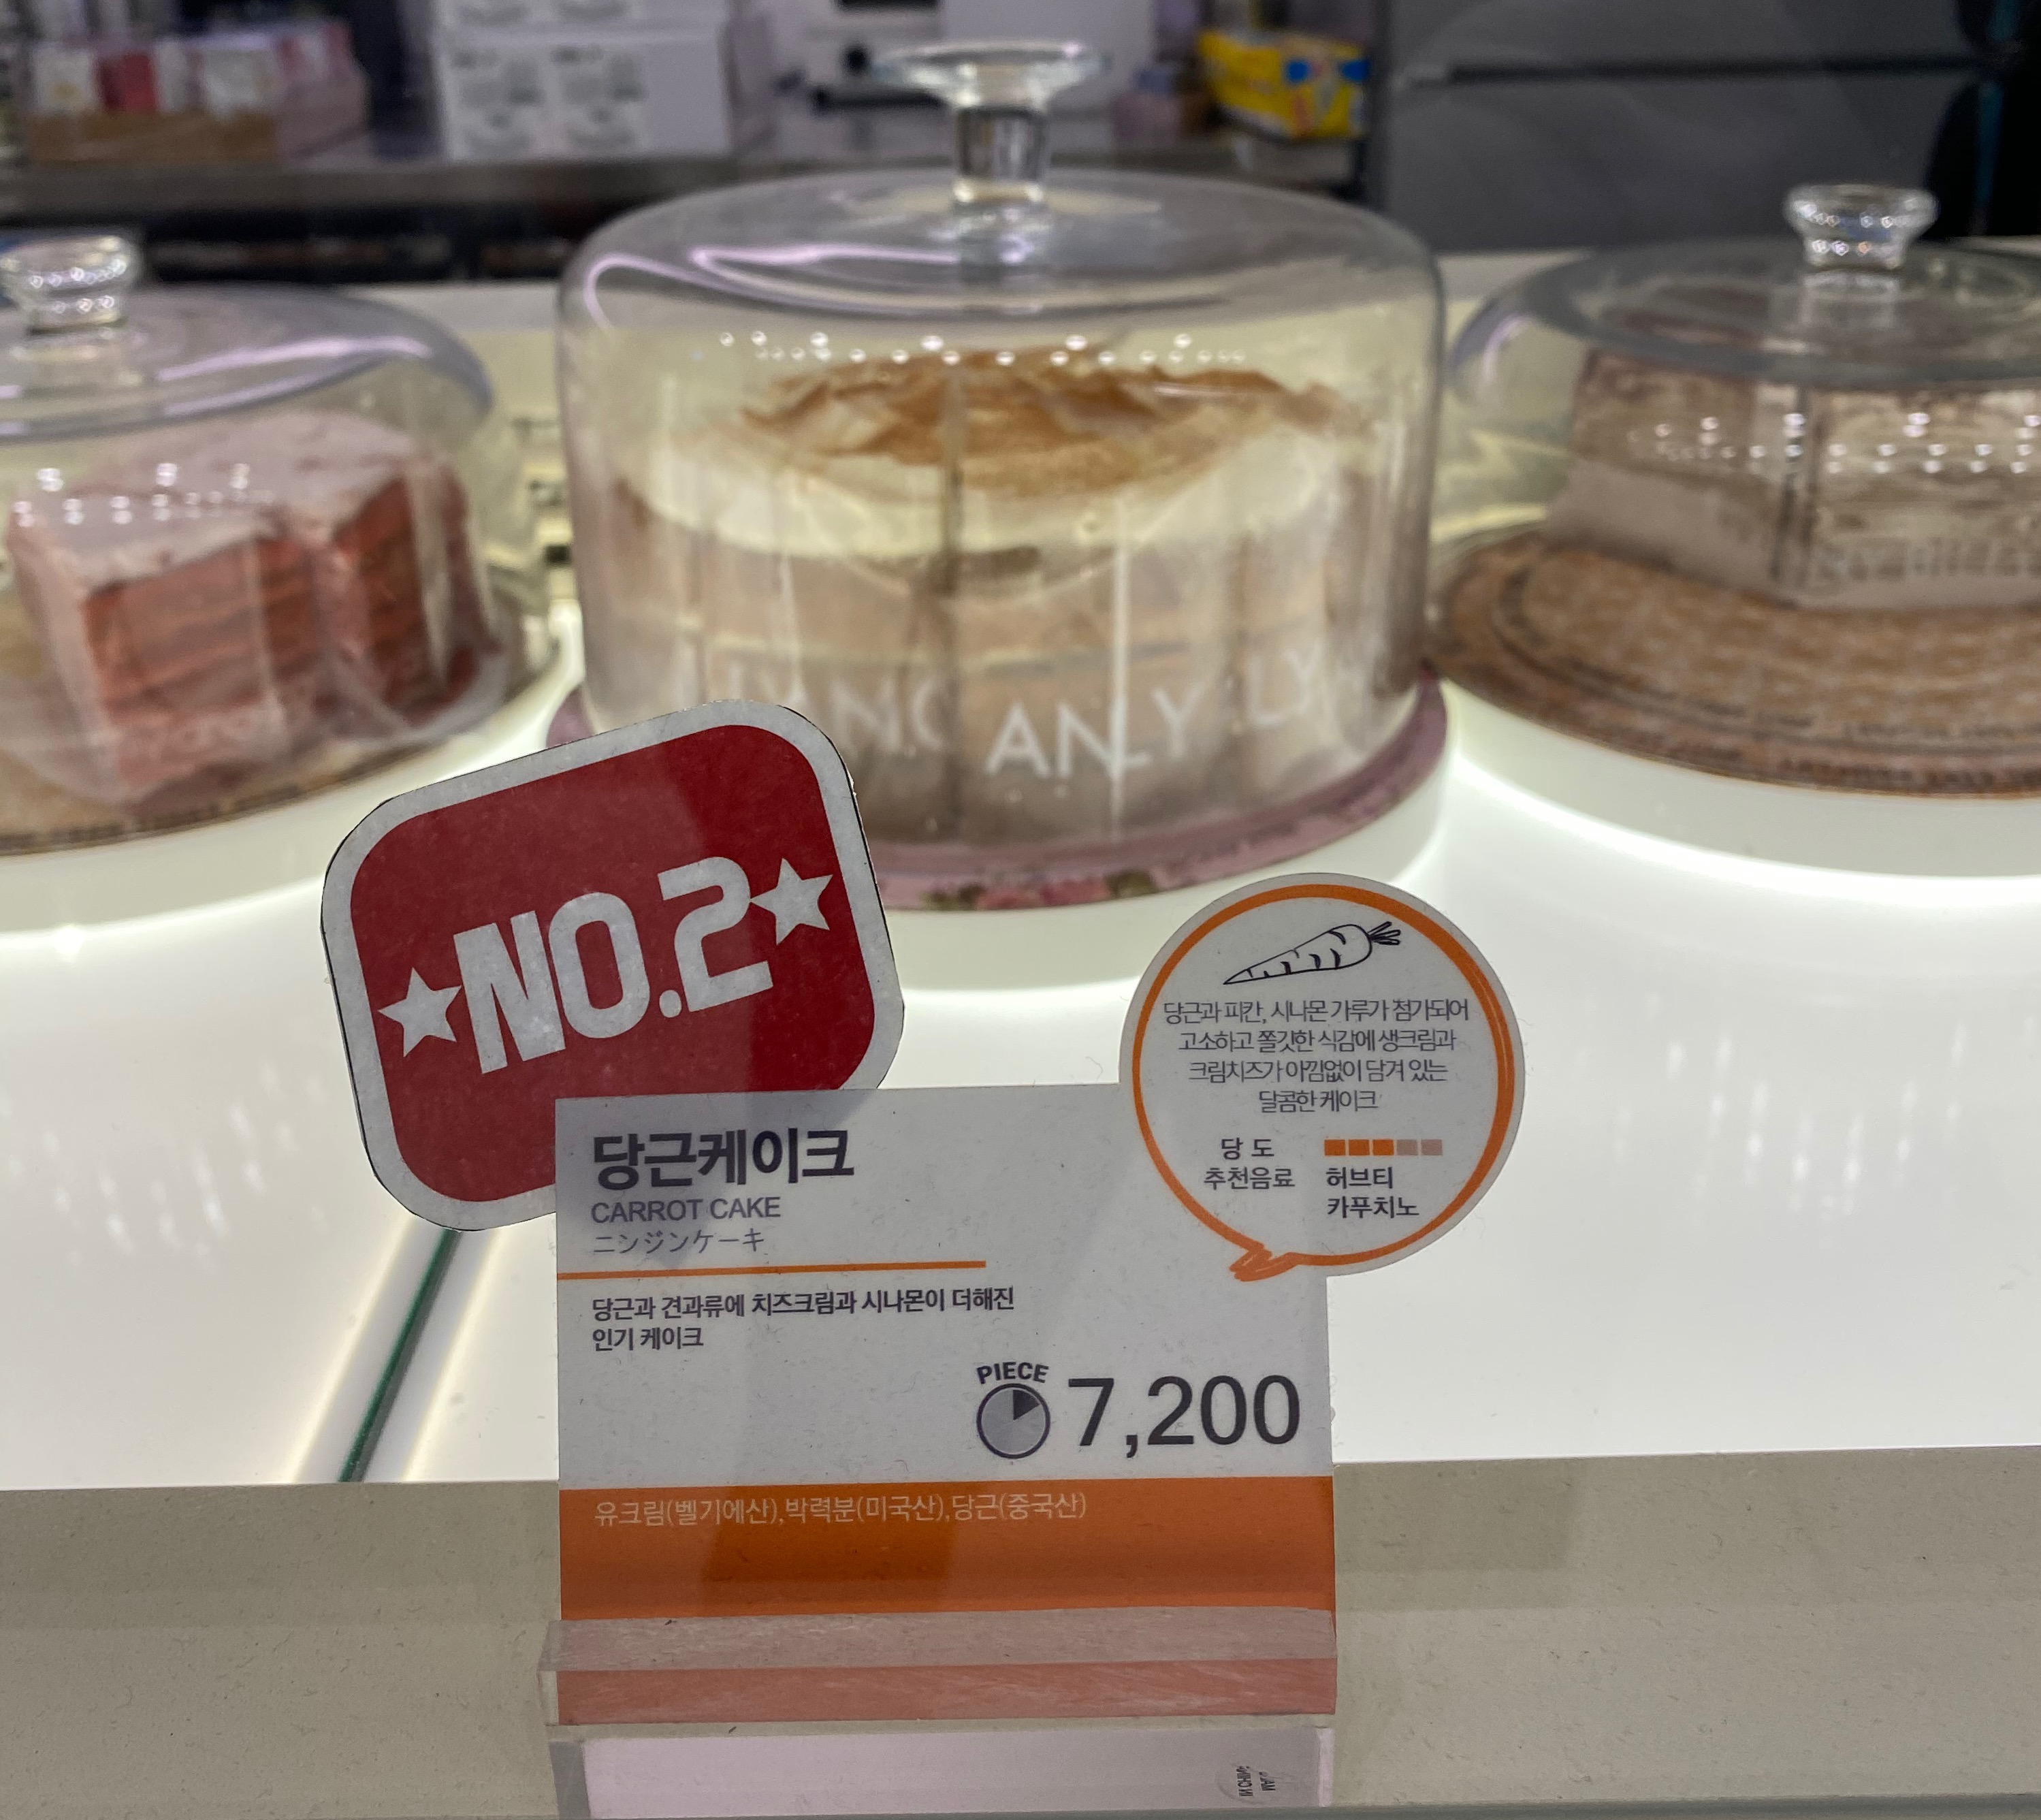 ★NO.2★
당근과 피칸, 시나몬 가루가 첨가되어
고소하고 쫄깃한 식감에 생크림과
크림치즈가 아낌없이 담겨 있는
달콤한 케이크
당 도
추천음료 허브티
카푸치노
당근케이크
CARROT CAKE
ニンジンケーキ
당근과 견과류에 치즈크림과 시나몬이 더해진
인기 케이크
PIECE
7,200
유크림(벨기에산),박력분(미국산),당근(중국산)